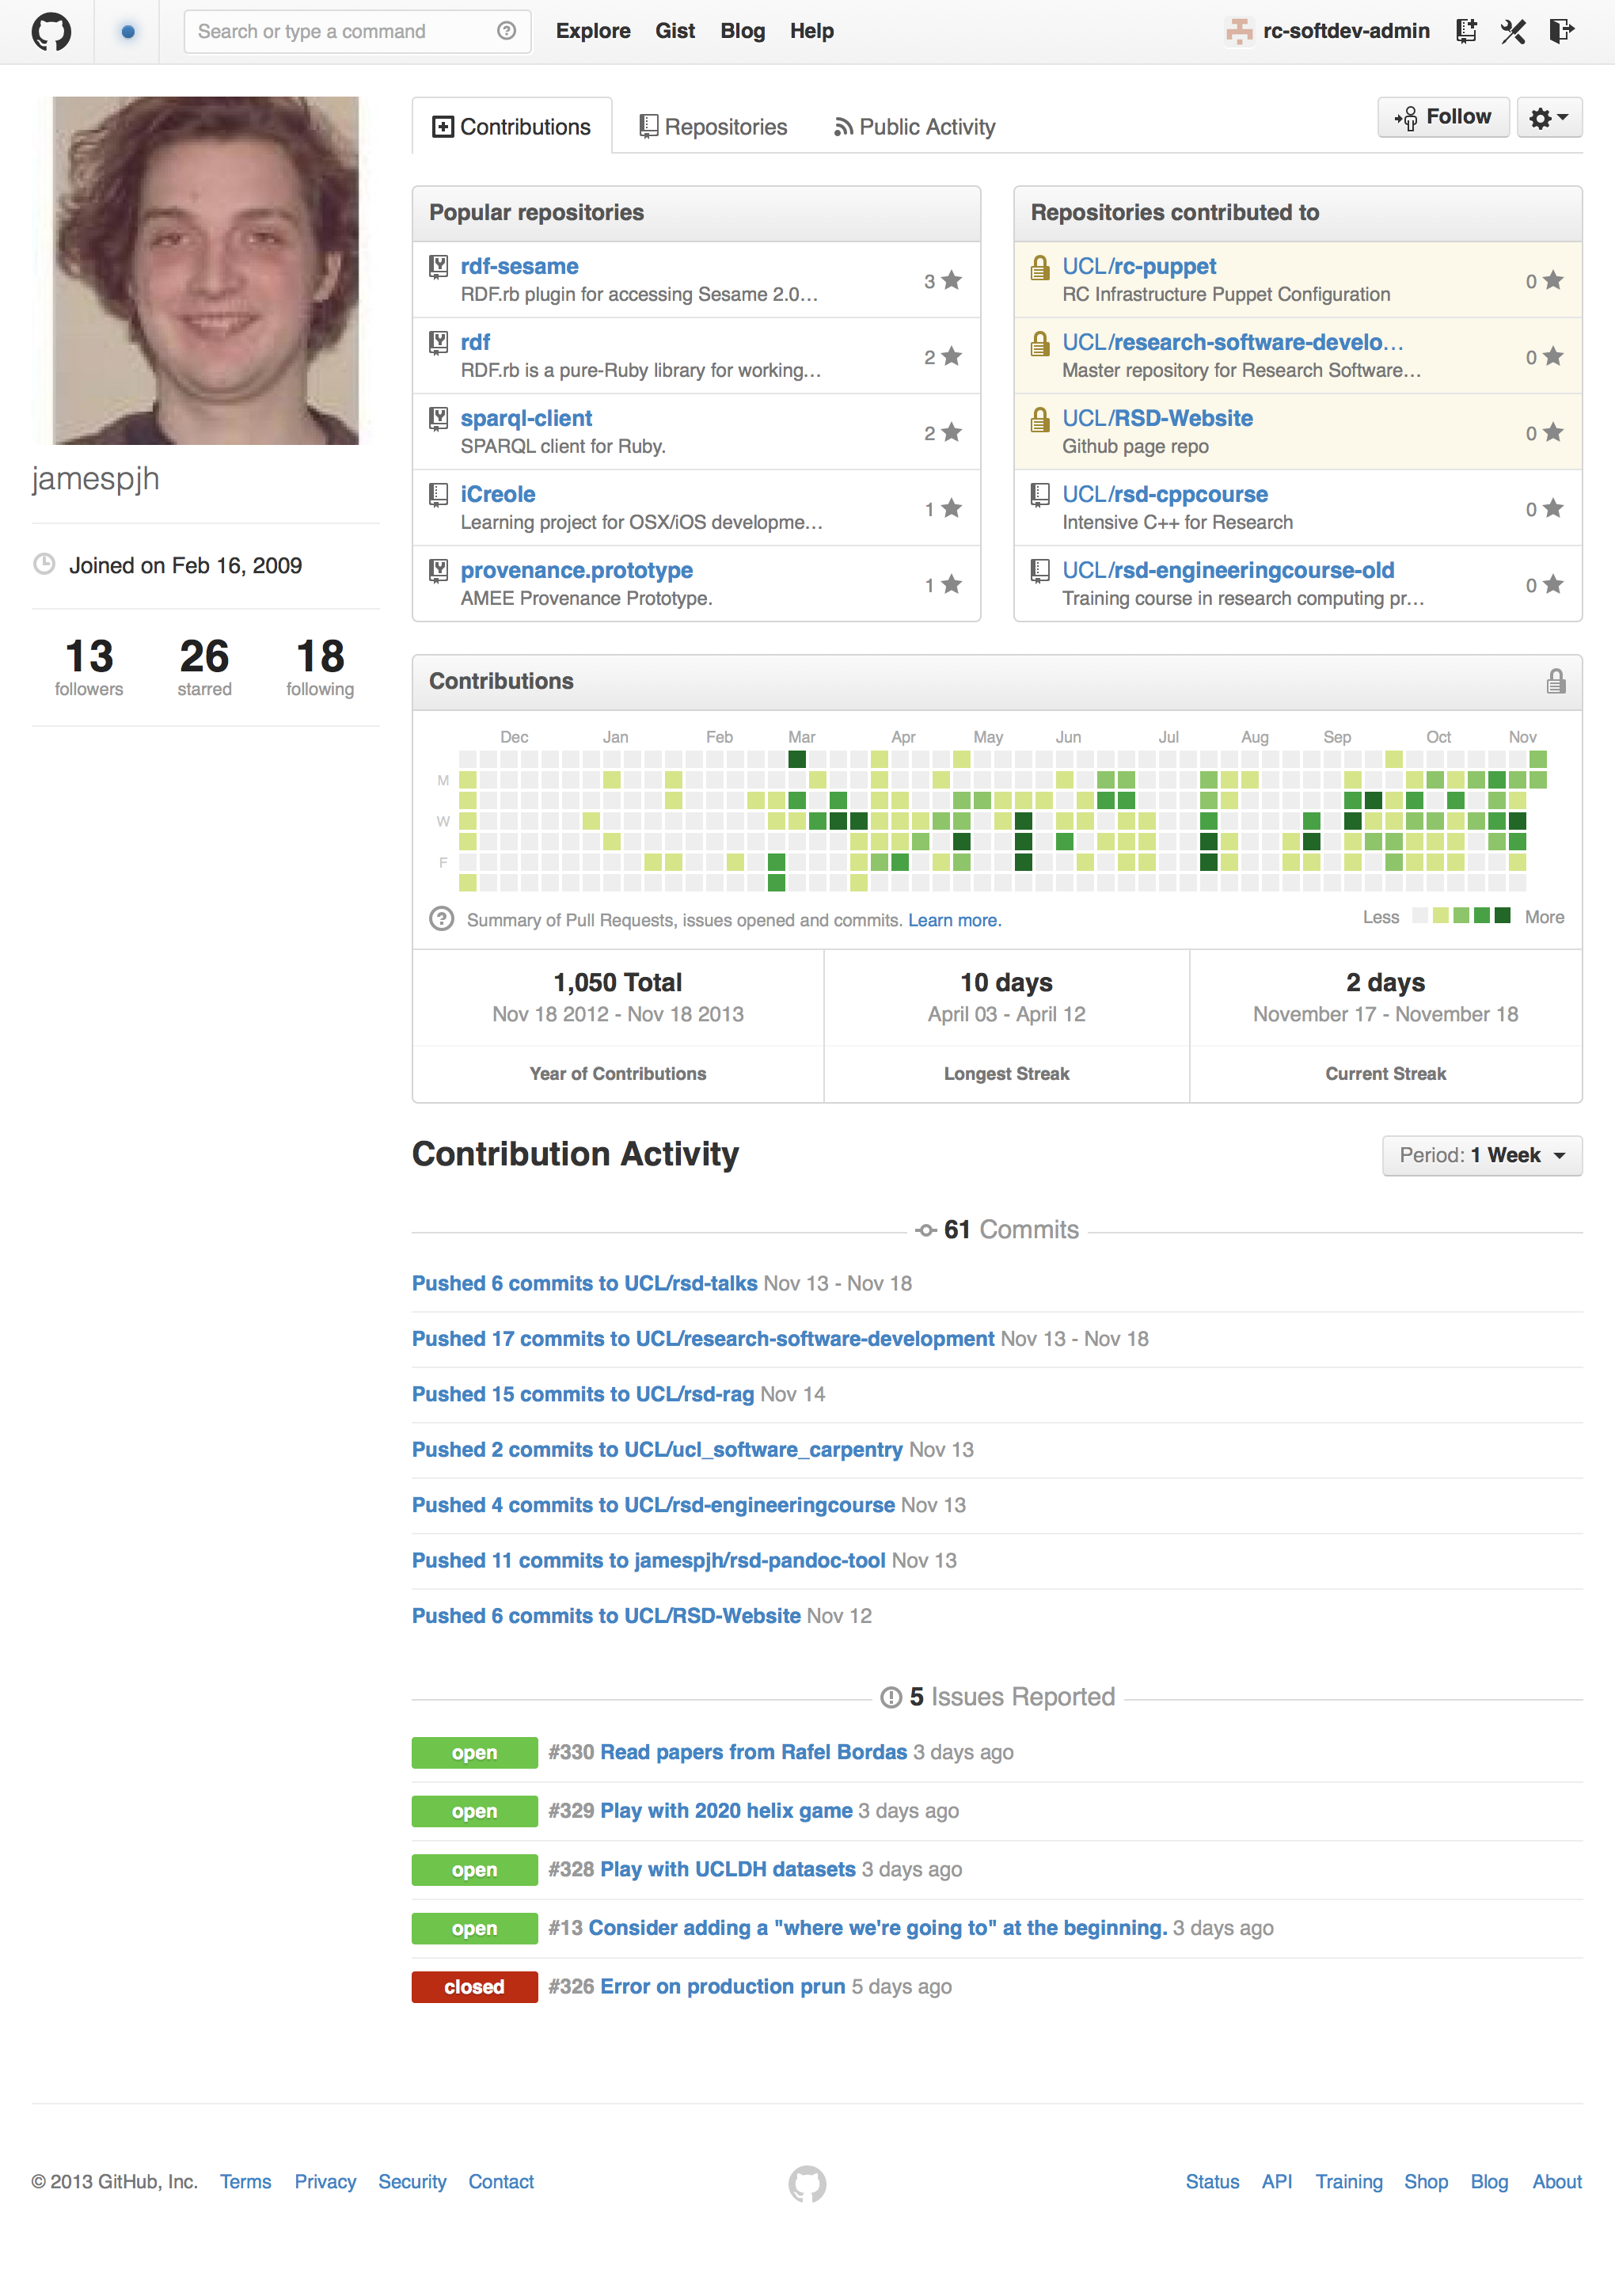 Search or type a command
Explore Gist Blog Help
rc-softdev-admin
Contributions Repositories Public Activity
Follow
jamespjh
Joined on Feb 16, 2009
13 26 18
followers starred following
Popular repositories
rdf-sesame
RDF.rb plugin for accessing Sesame 2.0…
3
rdf
RDF.rb is a pure-Ruby library for working…
2
sparql-client
SPARQL client for Ruby.
2
iCreole
Learning project for OSX/iOS developme…
1
provenance.prototype
AMEE Provenance Prototype.
1
Repositories contributed to
UCL/rc-puppet
RC Infrastructure Puppet Configuration
0
UCL/research-software-develo…
Master repository for Research Software…
0
UCL/RSD-Website
Github page repo
0
UCL/rsd-cppcourse
Intensive C++ for Research
0
UCL/rsd-engineeringcourse-old
Training course in research computing pr…
0
Contributions
Dec Jan Feb Mar Apr May Jun Jul Aug Sep Oct Nov
M
W
F
Summary of Pull Requests, issues opened and commits. Learn more.
Less More
1,050 Total
Nov 18 2012 - Nov 18 2013
Year of Contributions
10 days
April 03 - April 12
Longest Streak
2 days
November 17 - November 18
Current Streak
Contribution Activity
Period: 1 Week
61 Commits
Pushed 6 commits to UCL/rsd-talks Nov 13 - Nov 18
Pushed 17 commits to UCL/research-software-development Nov 13 - Nov 18
Pushed 15 commits to UCL/rsd-rag Nov 14
Pushed 2 commits to UCL/ucl_software_carpentry Nov 13
Pushed 4 commits to UCL/rsd-engineeringcourse Nov 13
Pushed 11 commits to jamespjh/rsd-pandoc-tool Nov 13
Pushed 6 commits to UCL/RSD-Website Nov 12
5 Issues Reported
open #330 Read papers from Rafel Bordas 3 days ago
open #329 Play with 2020 helix game 3 days ago
open #328 Play with UCLDH datasets 3 days ago
open #13 Consider adding a "where we're going to" at the beginning. 3 days ago
closed #326 Error on production prun 5 days ago
© 2013 GitHub, Inc. Terms Privacy Security Contact
Status API Training Shop Blog About